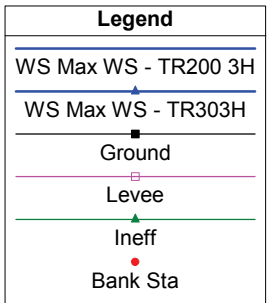 Legend
WS Max WS - TR200 3H
WS Max WS - TR303H
Ground
Levee
Ineff
Bank Sta